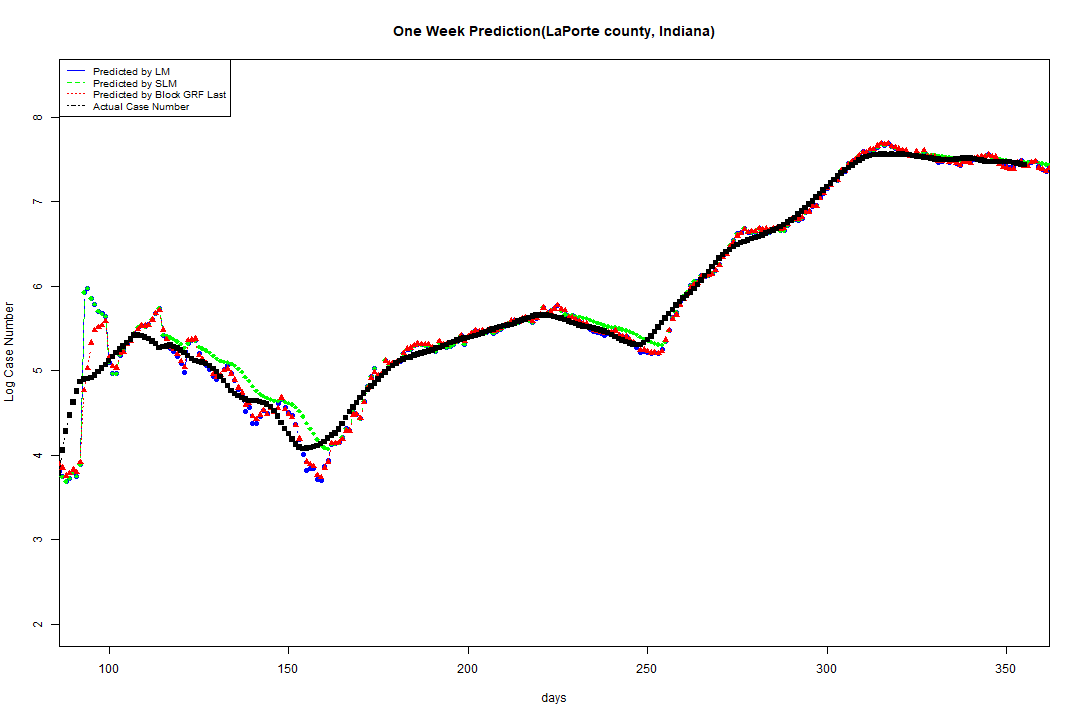 One Week Prediction(LaPorte county, Indiana)
Predicted by LM
Predicted by SLM
Predicted by Block GRF Last
Actual Case Number
8
7
6
5
4
3
2
Log Case Number
100 150 200 250 300 350
days